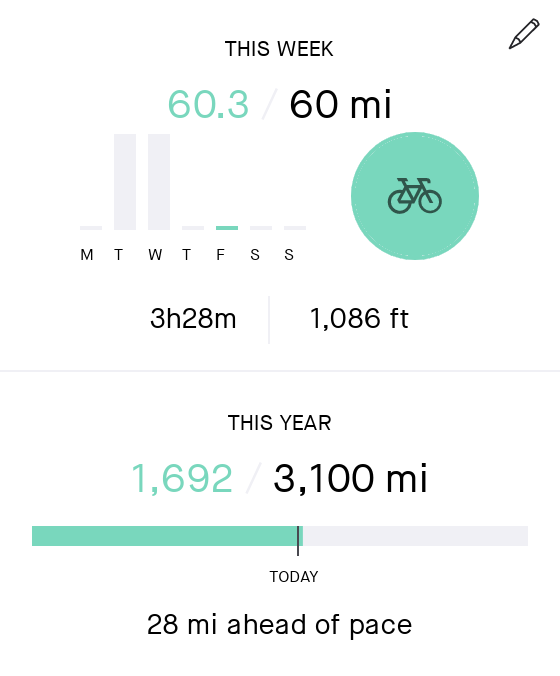 THIS WEEK
60.3 / 60 mi
M T W T F S S
3h28m 1,086 ft
THIS YEAR
1,692 / 3,100 mi
TODAY
28 mi ahead of pace